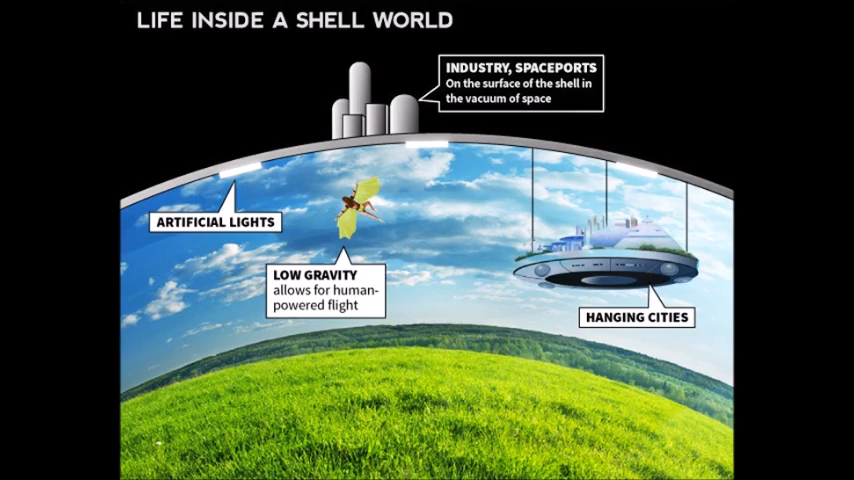 LIFE INSIDE A SHELL WORLD
INDUSTRY, SPACEPORTS
On the surface of the shell in
the vacuum of space
ARTIFICIAL LIGHTS
LOW GRAVITY
allows for human-
powered flight
HANGING CITIES